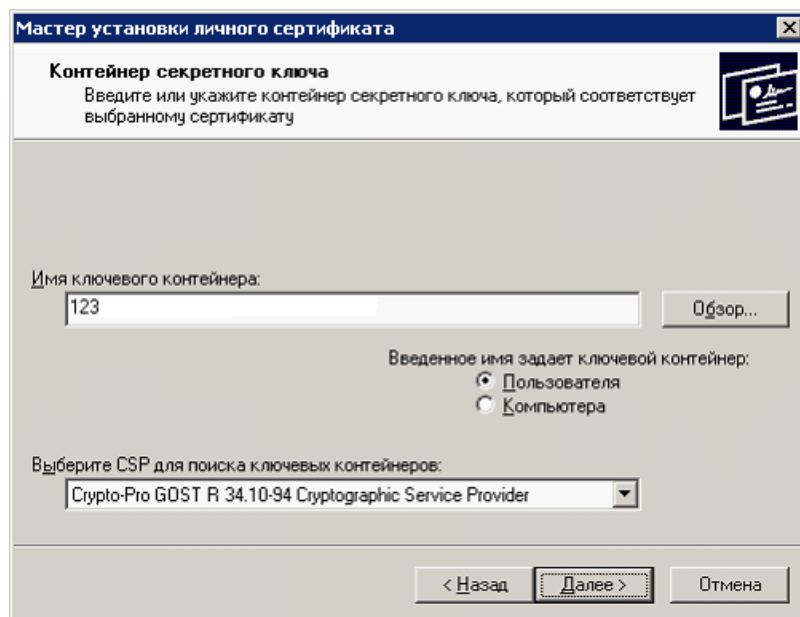 Мастер установки личного сертификата
Контейнер секретного ключа
Введите или укажите контейнер секретного ключа, который соответствует
выбранному сертификату
Имя ключевого контейнера:
123
Обзор...
Введенное имя задает ключевой контейнер:
Пользователя
Компьютера
Выберите CSP для поиска ключевых контейнеров:
Crypto-Pro GOST R 34.10-94 Cryptographic Service Provider
< Назад
Далее >
Отмена